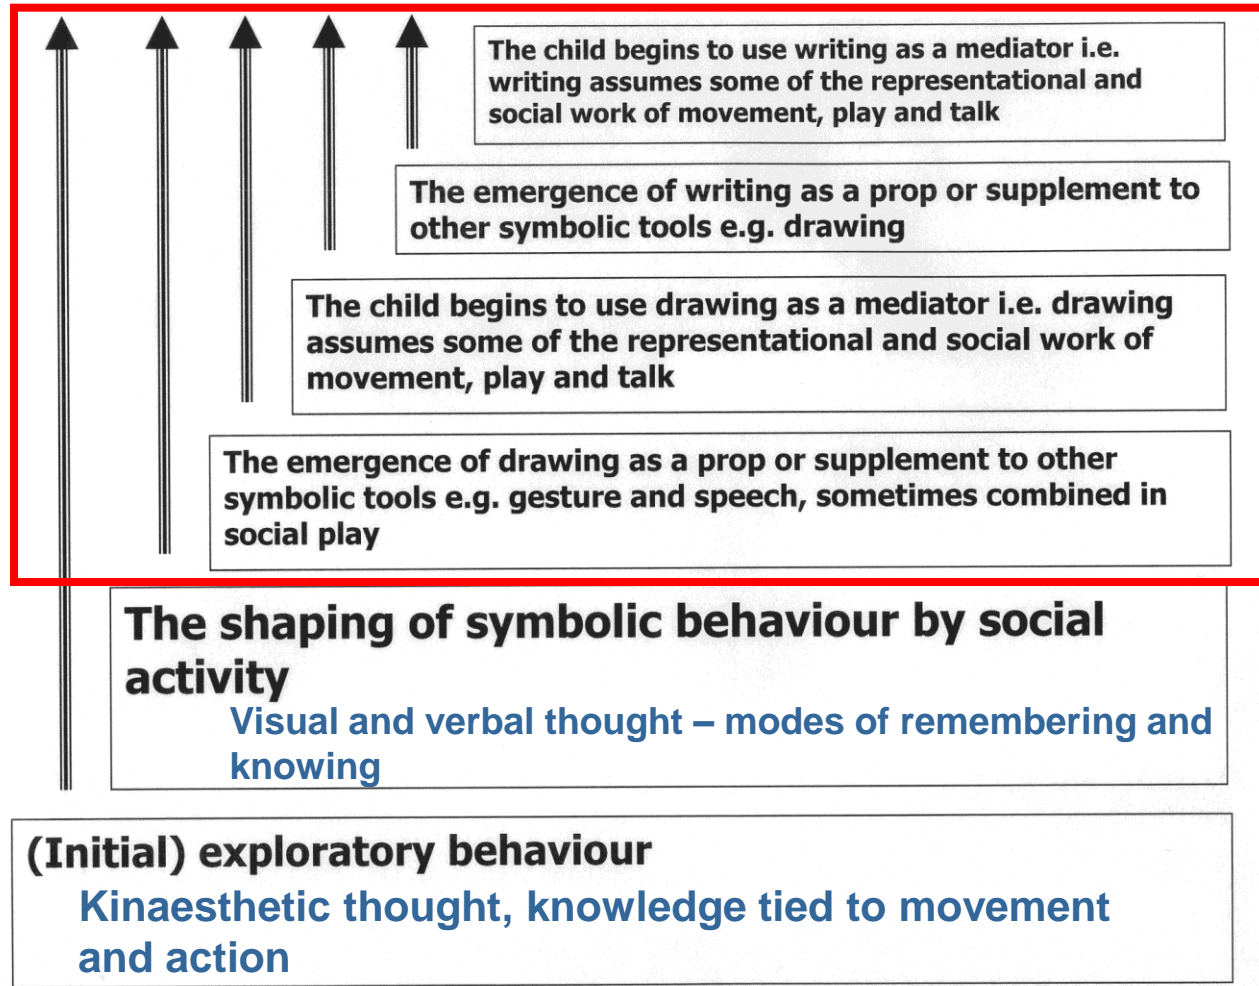 The child begins to use writing as a mediator i.e.
writing assumes some of the representational and
social work of movement, play and talk
The emergence of writing as a prop or supplement to
other symbolic tools e.g. drawing
The child begins to use drawing as a mediator i.e. drawing
assumes some of the representational and social work of
movement, play and talk
The emergence of drawing as a prop or supplement to other
symbolic tools e.g. gesture and speech, sometimes combined in
social play
The shaping of symbolic behaviour by social
activity
Visual and verbal thought – modes of remembering and
knowing
(Initial) exploratory behaviour
Kinaesthetic thought, knowledge tied to movement
and action